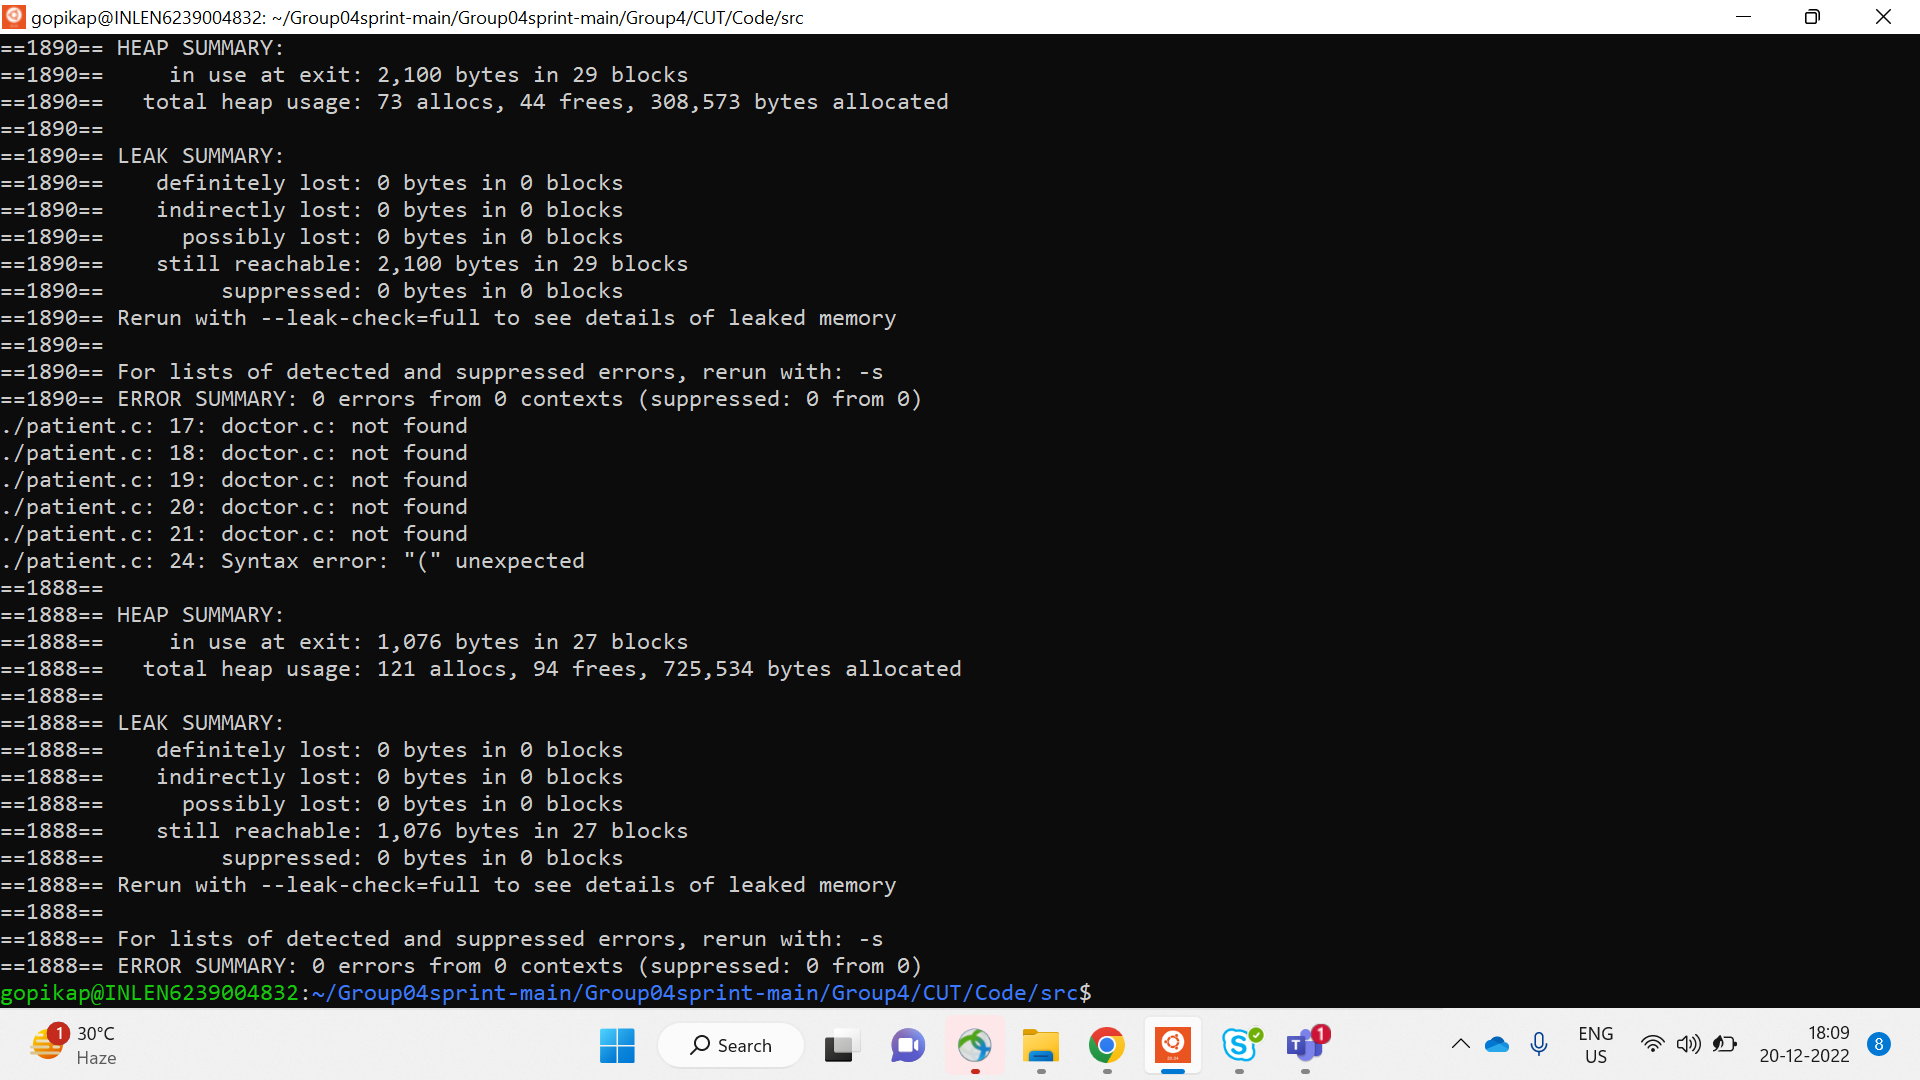 gopikap@INLEN6239004832: ~/Group04sprint-main/Group04sprint-main/Group4/CUT/Code/src
==1890== HEAP SUMMARY:
==1890==     in use at exit: 2,100 bytes in 29 blocks
==1890==   total heap usage: 73 allocs, 44 frees, 308,573 bytes allocated
==1890==
==1890== LEAK SUMMARY:
==1890==    definitely lost: 0 bytes in 0 blocks
==1890==    indirectly lost: 0 bytes in 0 blocks
==1890==      possibly lost: 0 bytes in 0 blocks
==1890==    still reachable: 2,100 bytes in 29 blocks
==1890==         suppressed: 0 bytes in 0 blocks
==1890== Rerun with --leak-check=full to see details of leaked memory
==1890==
==1890== For lists of detected and suppressed errors, rerun with: -s
==1890== ERROR SUMMARY: 0 errors from 0 contexts (suppressed: 0 from 0)
./patient.c: 17: doctor.c: not found
./patient.c: 18: doctor.c: not found
./patient.c: 19: doctor.c: not found
./patient.c: 20: doctor.c: not found
./patient.c: 21: doctor.c: not found
./patient.c: 24: Syntax error: "(" unexpected
==1888==
==1888== HEAP SUMMARY:
==1888==     in use at exit: 1,076 bytes in 27 blocks
==1888==   total heap usage: 121 allocs, 94 frees, 725,534 bytes allocated
==1888==
==1888== LEAK SUMMARY:
==1888==    definitely lost: 0 bytes in 0 blocks
==1888==    indirectly lost: 0 bytes in 0 blocks
==1888==      possibly lost: 0 bytes in 0 blocks
==1888==    still reachable: 1,076 bytes in 27 blocks
==1888==         suppressed: 0 bytes in 0 blocks
==1888== Rerun with --leak-check=full to see details of leaked memory
==1888==
==1888== For lists of detected and suppressed errors, rerun with: -s
==1888== ERROR SUMMARY: 0 errors from 0 contexts (suppressed: 0 from 0)
gopikap@INLEN6239004832:~/Group04sprint-main/Group04sprint-main/Group4/CUT/Code/src$
1 30°C
Haze
Search
S
T 1
ENG
US
18:09
20-12-2022
8